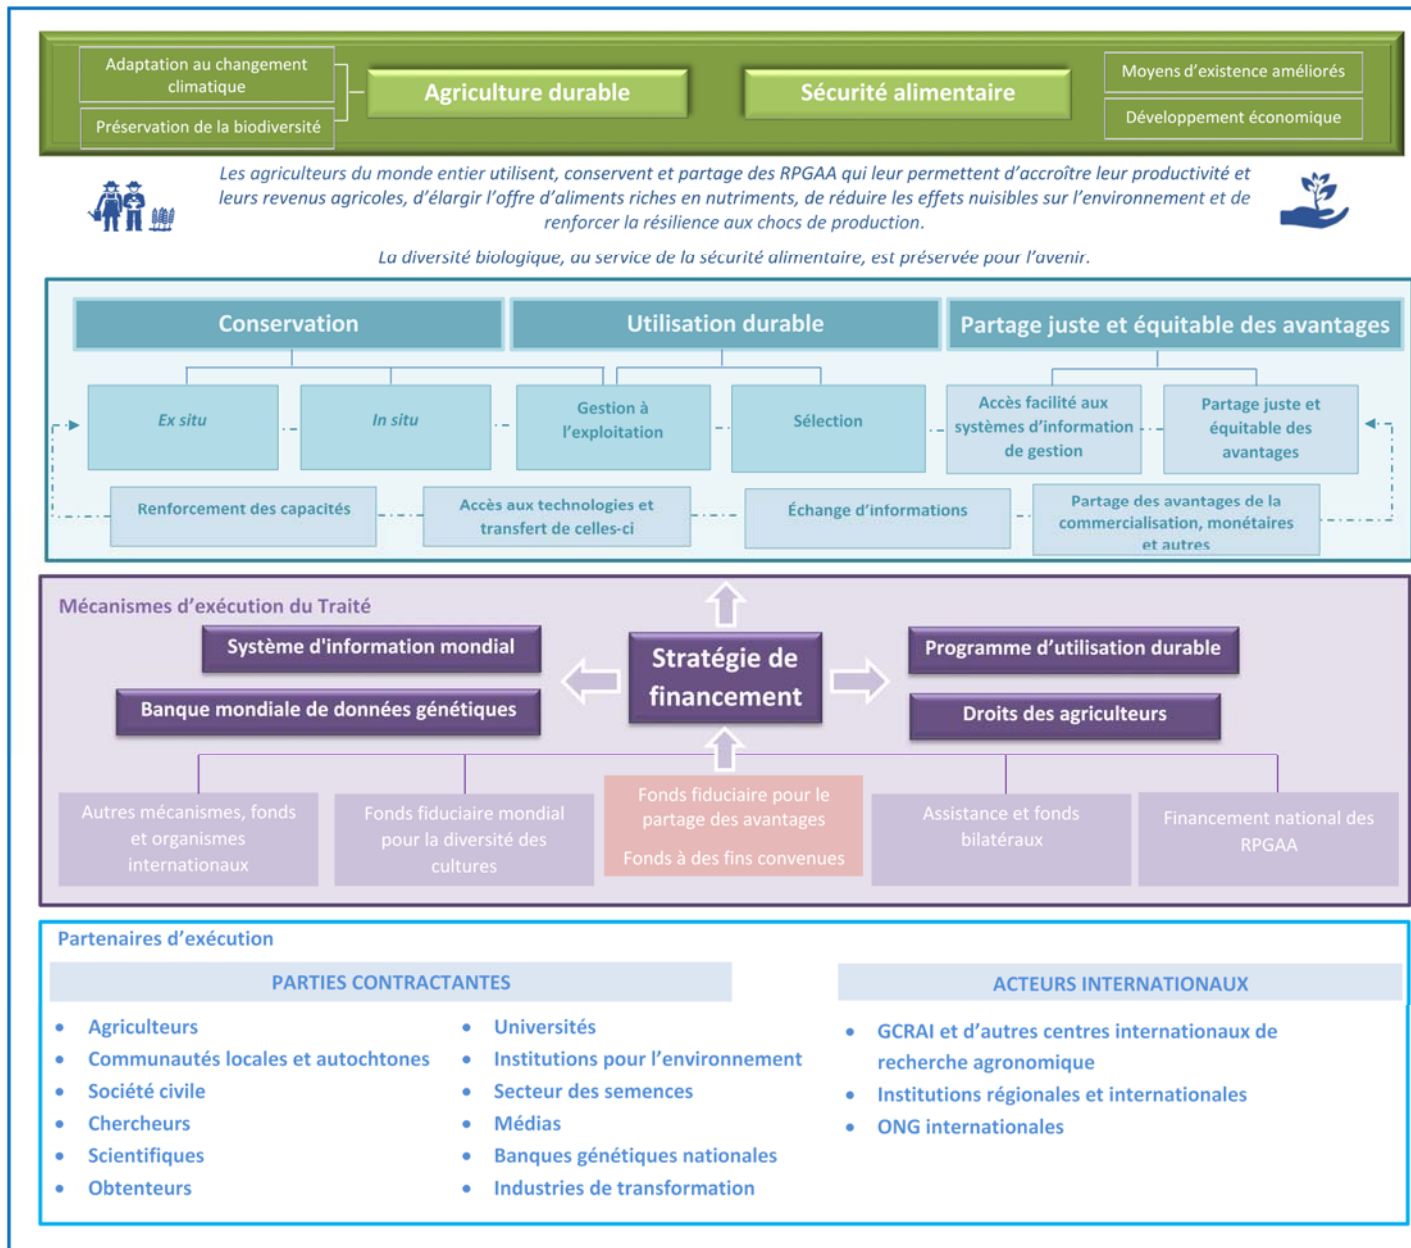 Adaptation au changement
climatique
Préservation de la biodiversité
Agriculture durable
Sécurité alimentaire
Moyens d'existence améliorés
Développement économique
Les agriculteurs du monde entier utilisent, conservent et partage des RPGAA qui leur permettent d'accroître leur productivité et
leurs revenus agricoles, d'élargir l'offre d'aliments riches en nutriments, de réduire les effets nuisibles sur l'environnement et de
renforcer la résilience aux chocs de production.
La diversité biologique, au service de la sécurité alimentaire, est préservée pour l'avenir.
Conservation
Utilisation durable
Partage juste et équitable des avantages
Ex situ
In situ
Gestion à
l'exploitation
Sélection
Accès facilité aux
systèmes d'information
de gestion
Partage juste et
équitable des
avantages
Renforcement des capacités
Accès aux technologies et
transfert de celles-ci
Échange d'informations
Partage des avantages de la
commercialisation, monétaires
et autres
Mécanismes d'exécution du Traité
Système d'information mondial
Banque mondiale de données génétiques
Stratégie de
financement
Programme d'utilisation durable
Droits des agriculteurs
Autres mécanismes, fonds
et organismes
internationaux
Fonds fiduciaire mondial
pour la diversité des
cultures
Fonds fiduciaire pour le
partage des avantages
Fonds à des fins convenues
Assistance et fonds
bilatéraux
Financement national des
RPGAA
Partenaires d'exécution
PARTIES CONTRACTANTES
• Agriculteurs
• Communautés locales et autochtones
• Société civile
• Chercheurs
• Scientifiques
• Obtenteurs
• Universités
• Institutions pour l'environnement
• Secteur des semences
• Médias
• Banques génétiques nationales
• Industries de transformation
ACTEURS INTERNATIONAUX
• GCRAI et d'autres centres internationaux de
recherche agronomique
• Institutions régionales et internationales
• ONG internationales